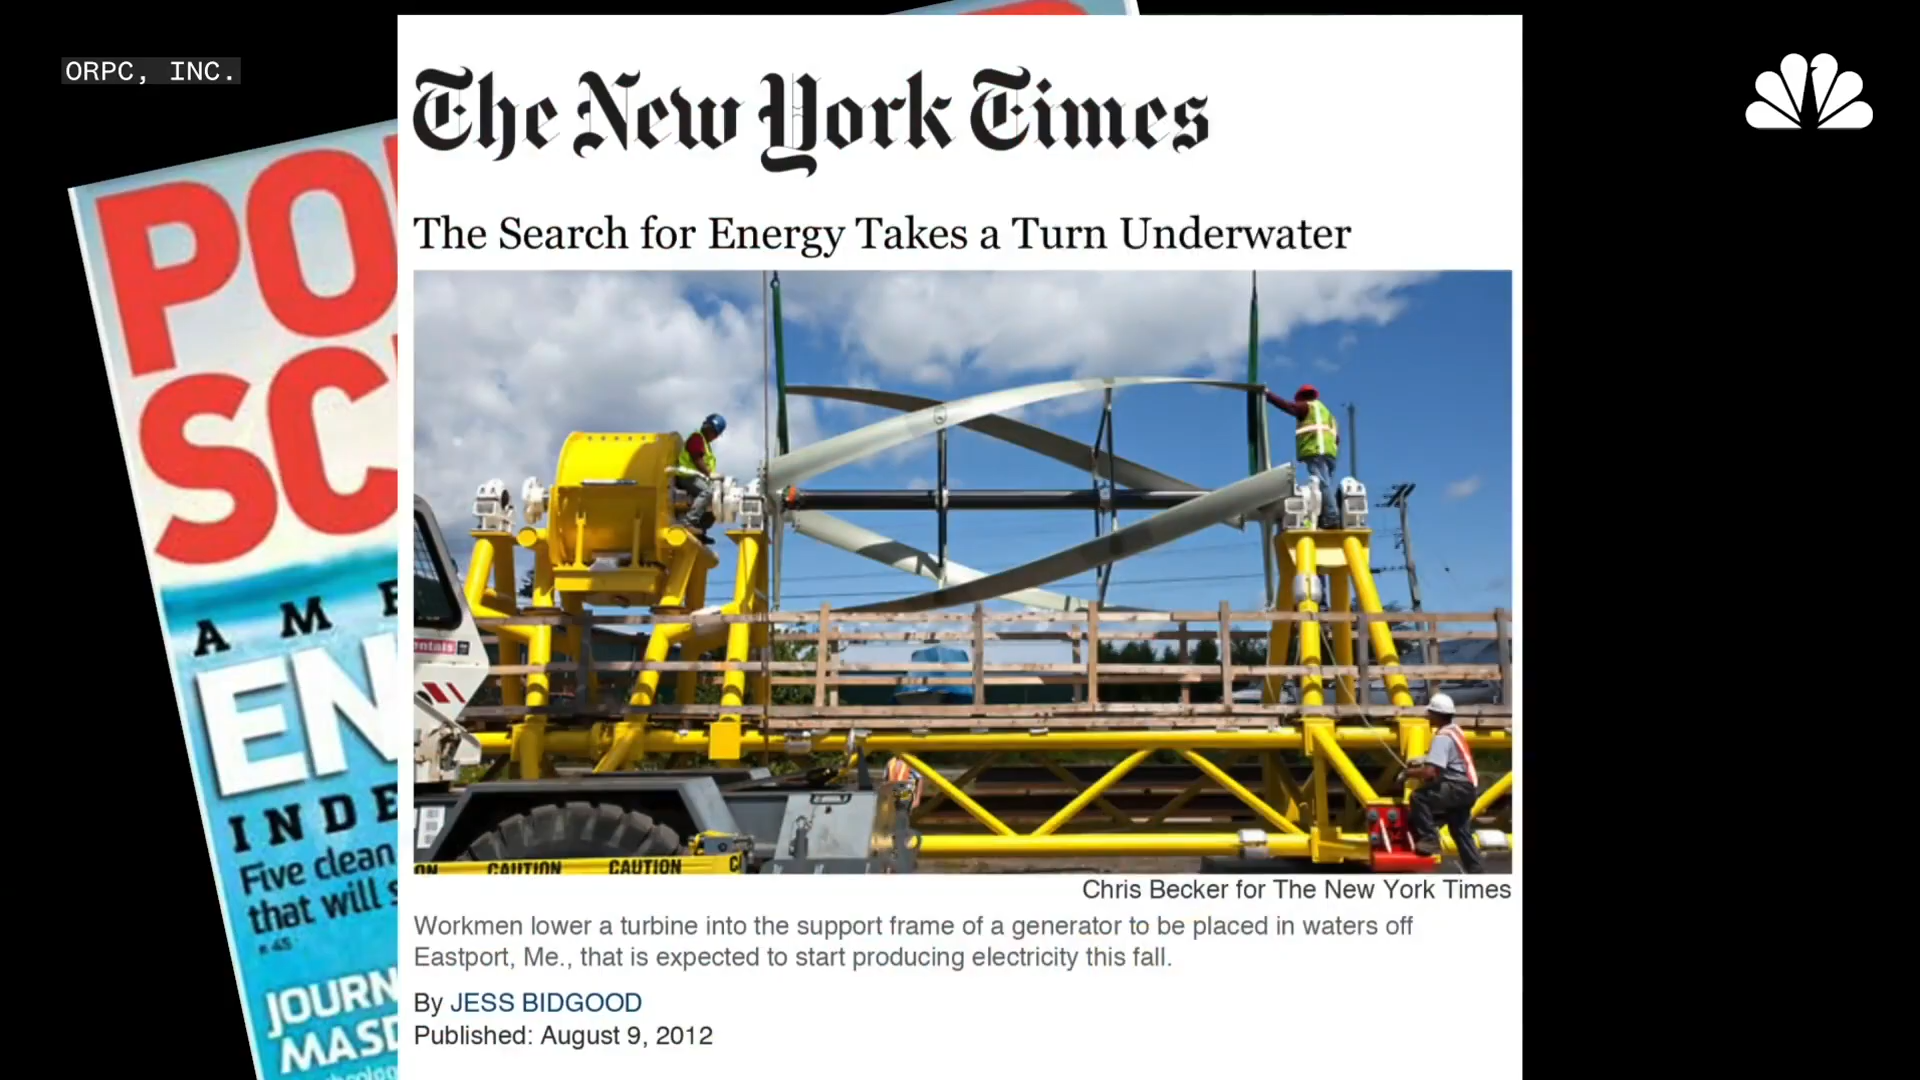 ORPC, INC.
The New York Times
The Search for Energy Takes a Turn Underwater
CAUTION CAUTION
Chris Becker for The New York Times
Workmen lower a turbine into the support frame of a generator to be placed in waters off
Eastport, Me., that is expected to start producing electricity this fall.
By JESS BIDGOOD
Published: August 9, 2012
PO
SC
AM
EN
INDE
Five clean
that will
JOURN
MASD